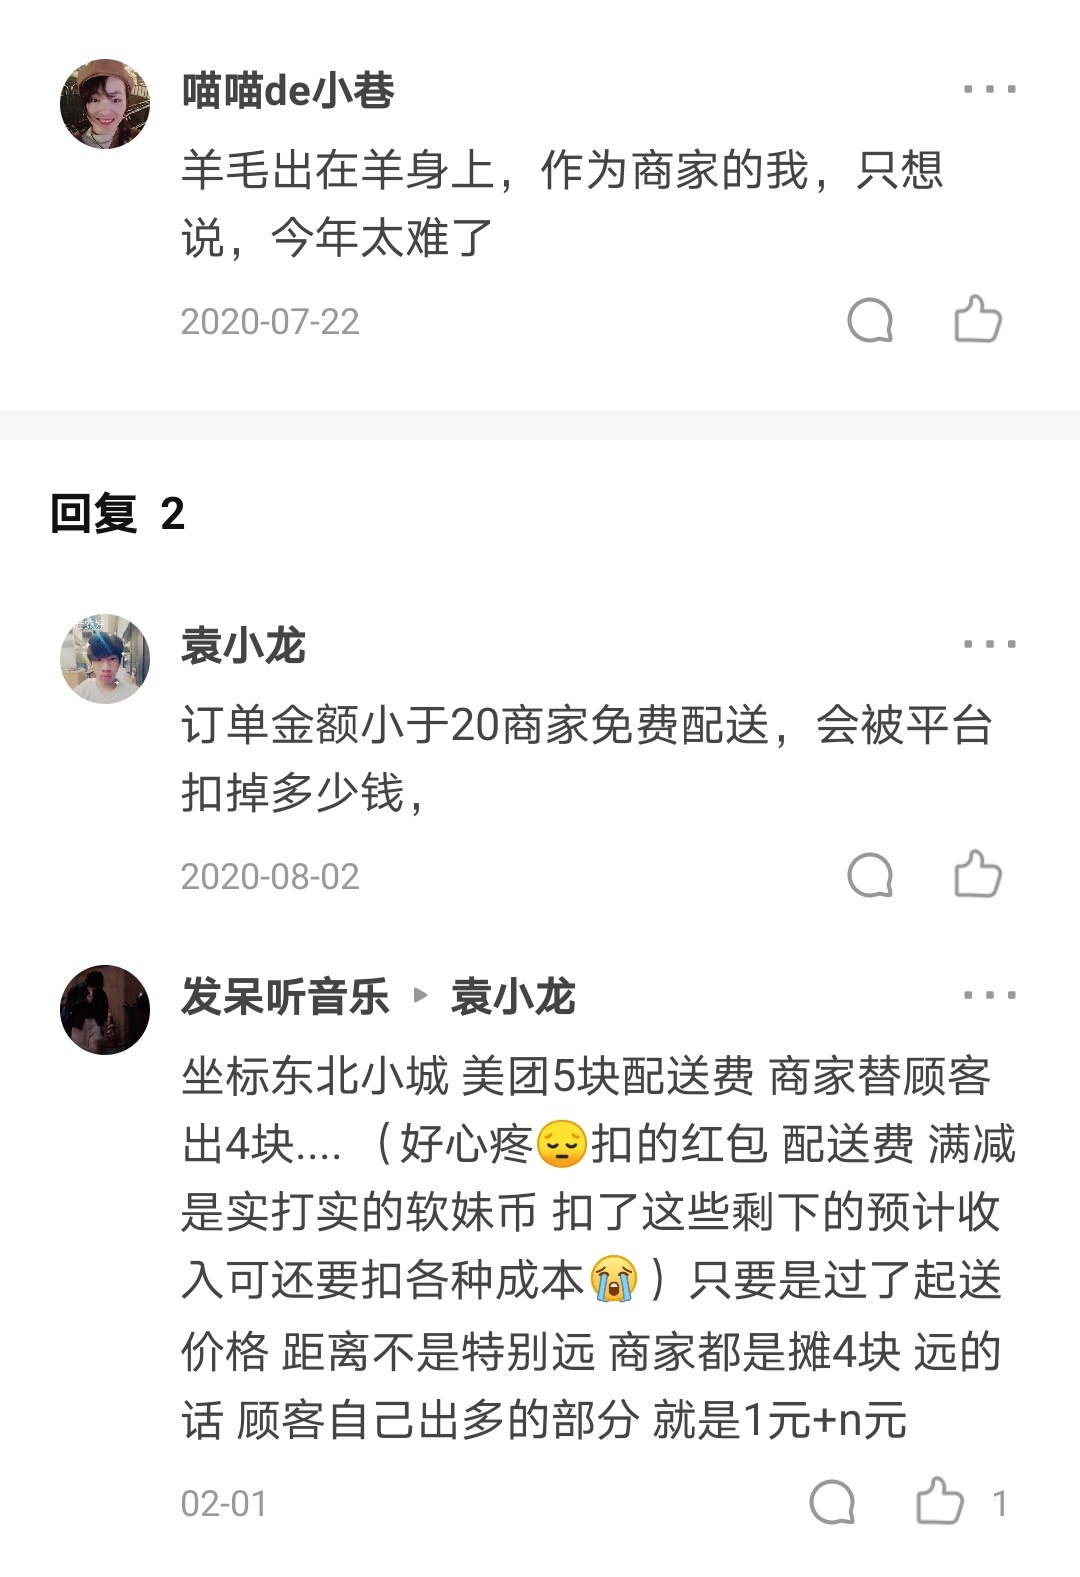 喵喵de小巷
羊毛出在羊身上，作为商家的我，只想
说，今年太难了
2020-07-22
回复 2
袁小龙
订单金额小于20商家免费配送，会被平台
扣掉多少钱，
2020-08-02
发呆听音乐 ▸ 袁小龙
坐标东北小城 美团5块配送费 商家替顾客
出4块....（好心疼😔扣的红包 配送费 满减
是实打实的软妹币 扣了这些剩下的预计收
入可还要扣各种成本😭）只要是过了起送
价格 距离不是特别远 商家都是摊4块 远的
话 顾客自己出多的部分 就是1元+n元
02-01
1